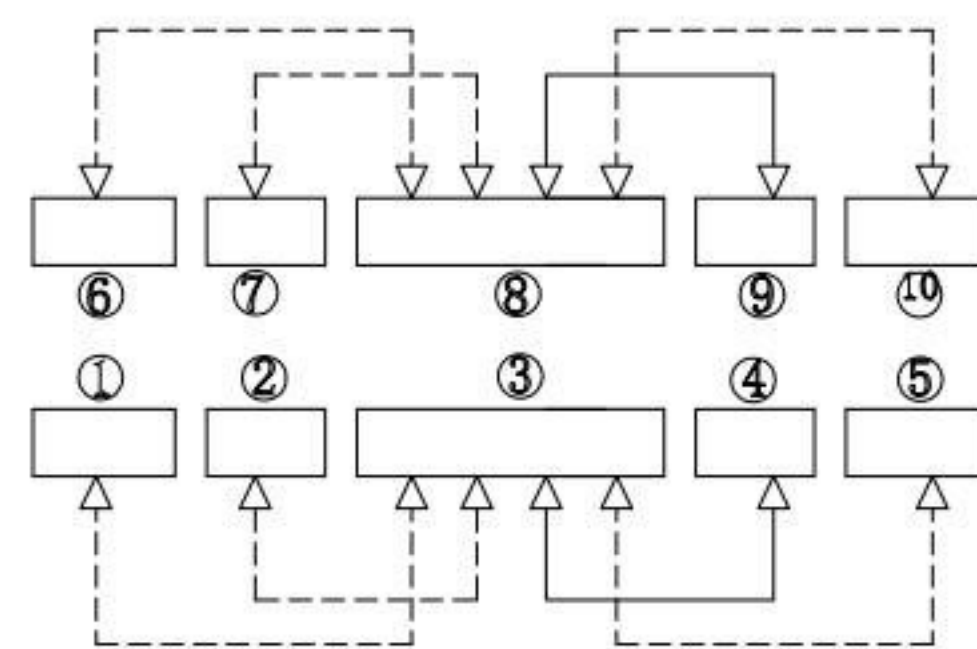 ⑥ ⑦ ⑧ ⑨ ⑩
① ② ③ ④ ⑤